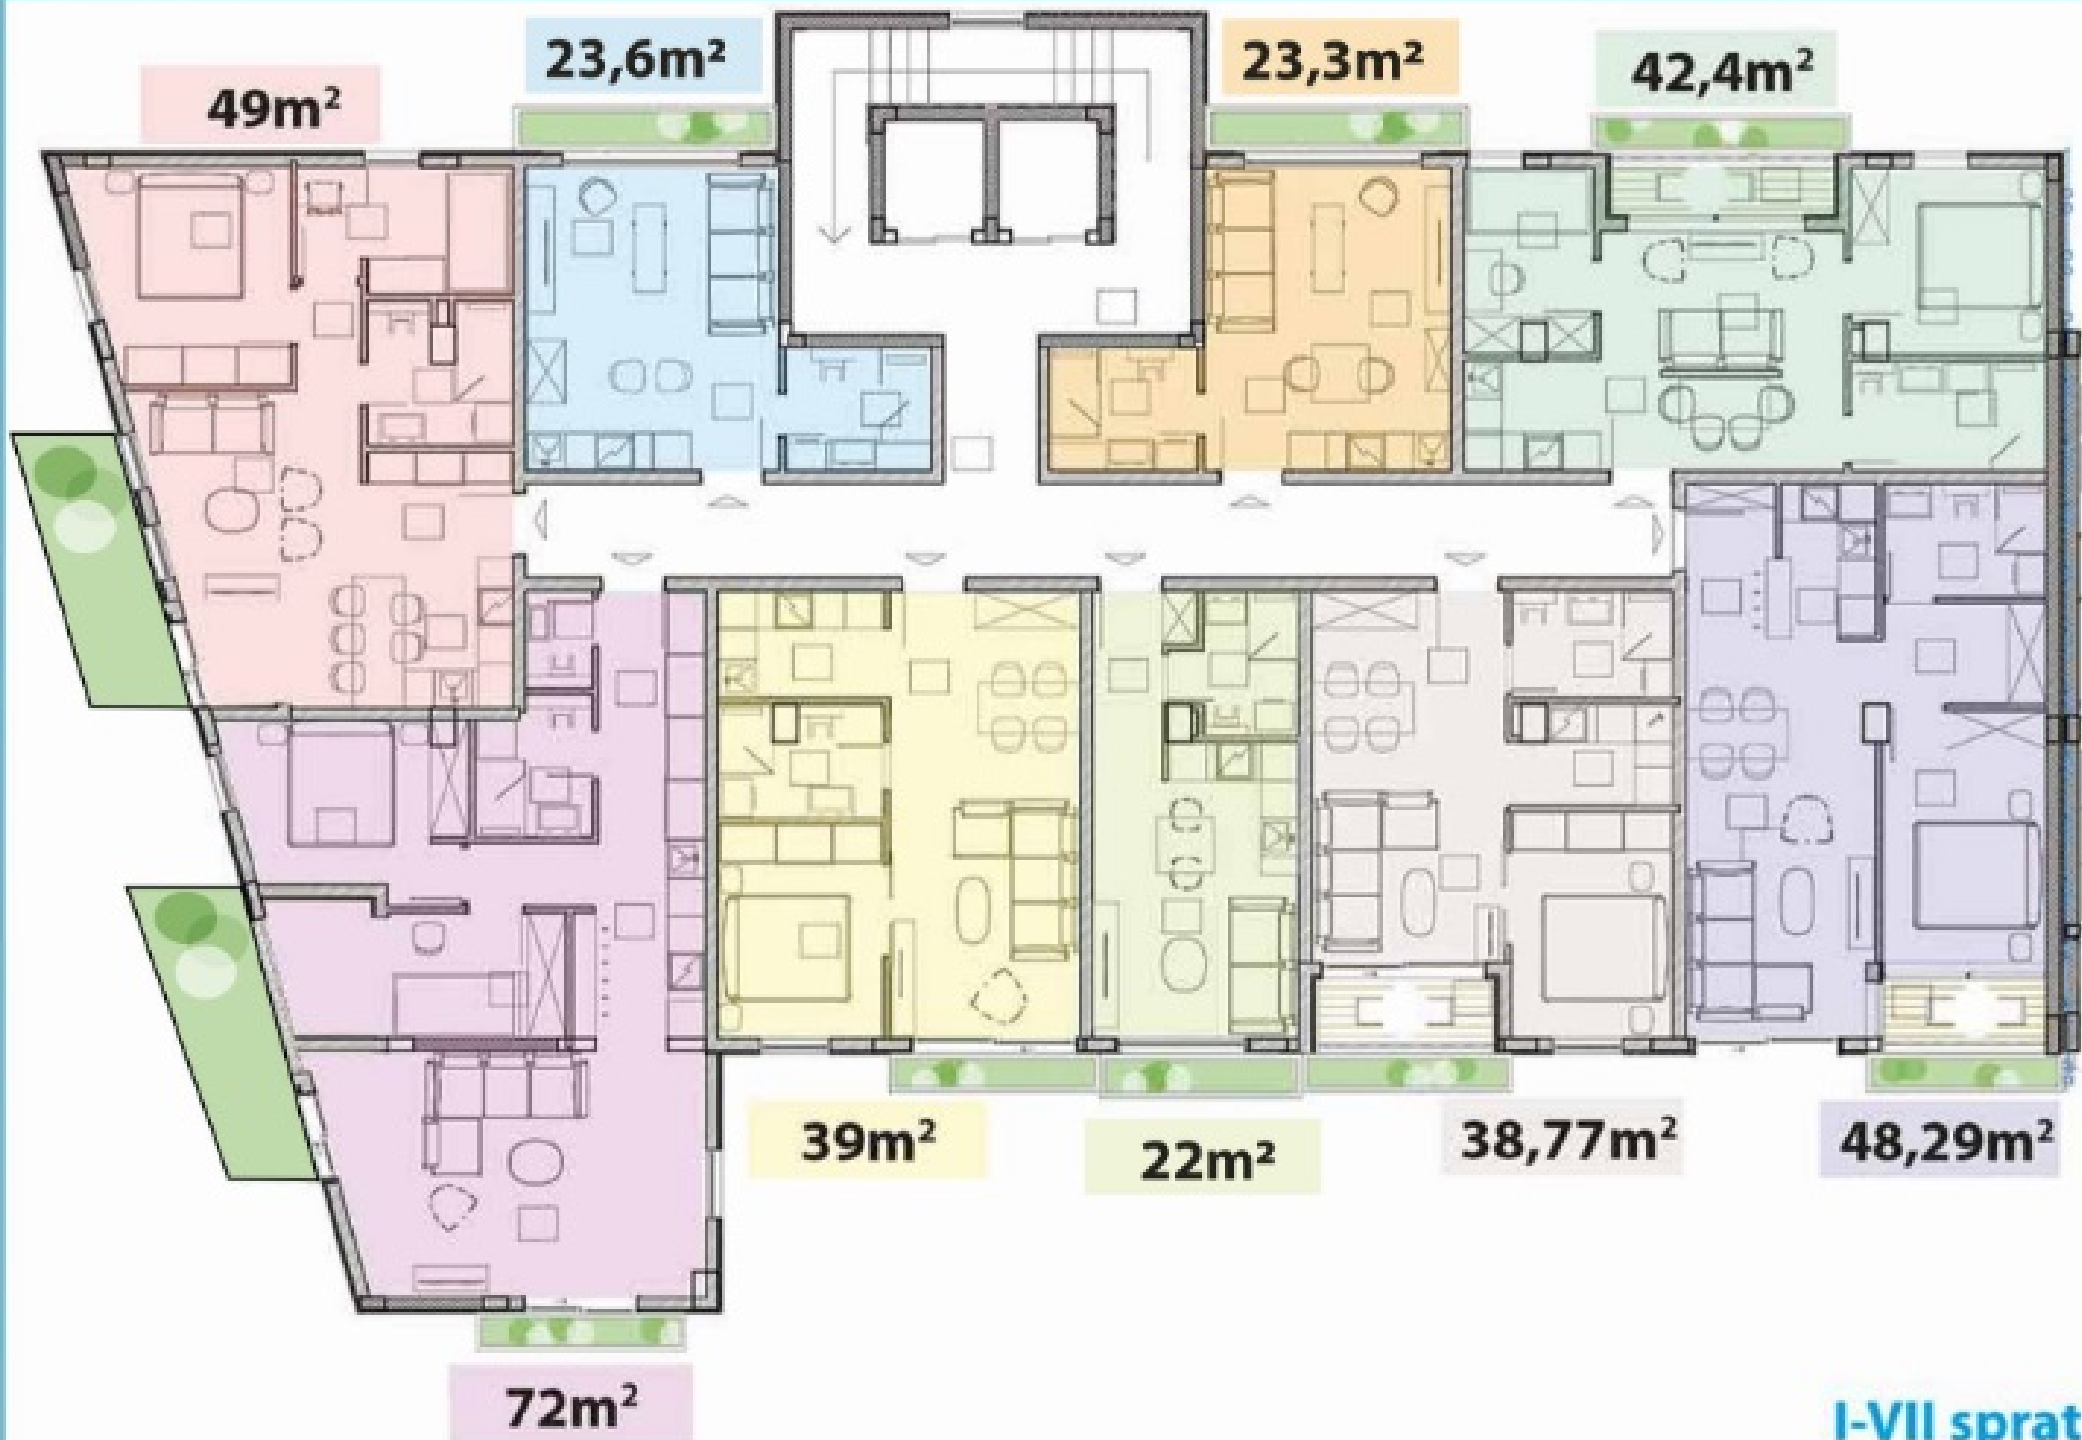 49m²
23,6m²
23,3m²
42,4m²
39m²
22m²
38,77m²
48,29m²
72m²
I-VII sprat